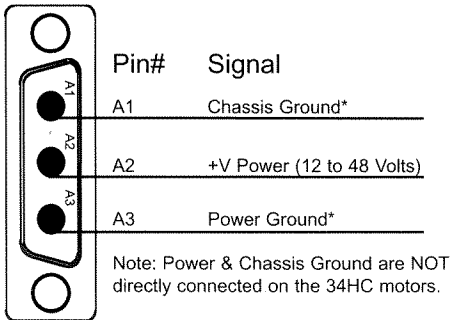 Pin# Signal
A1 A1 Chassis Ground*
A2 A2 +V Power (12 to 48 Volts)
A3 A3 Power Ground*
Note: Power & Chassis Ground are NOT
directly connected on the 34HC motors.